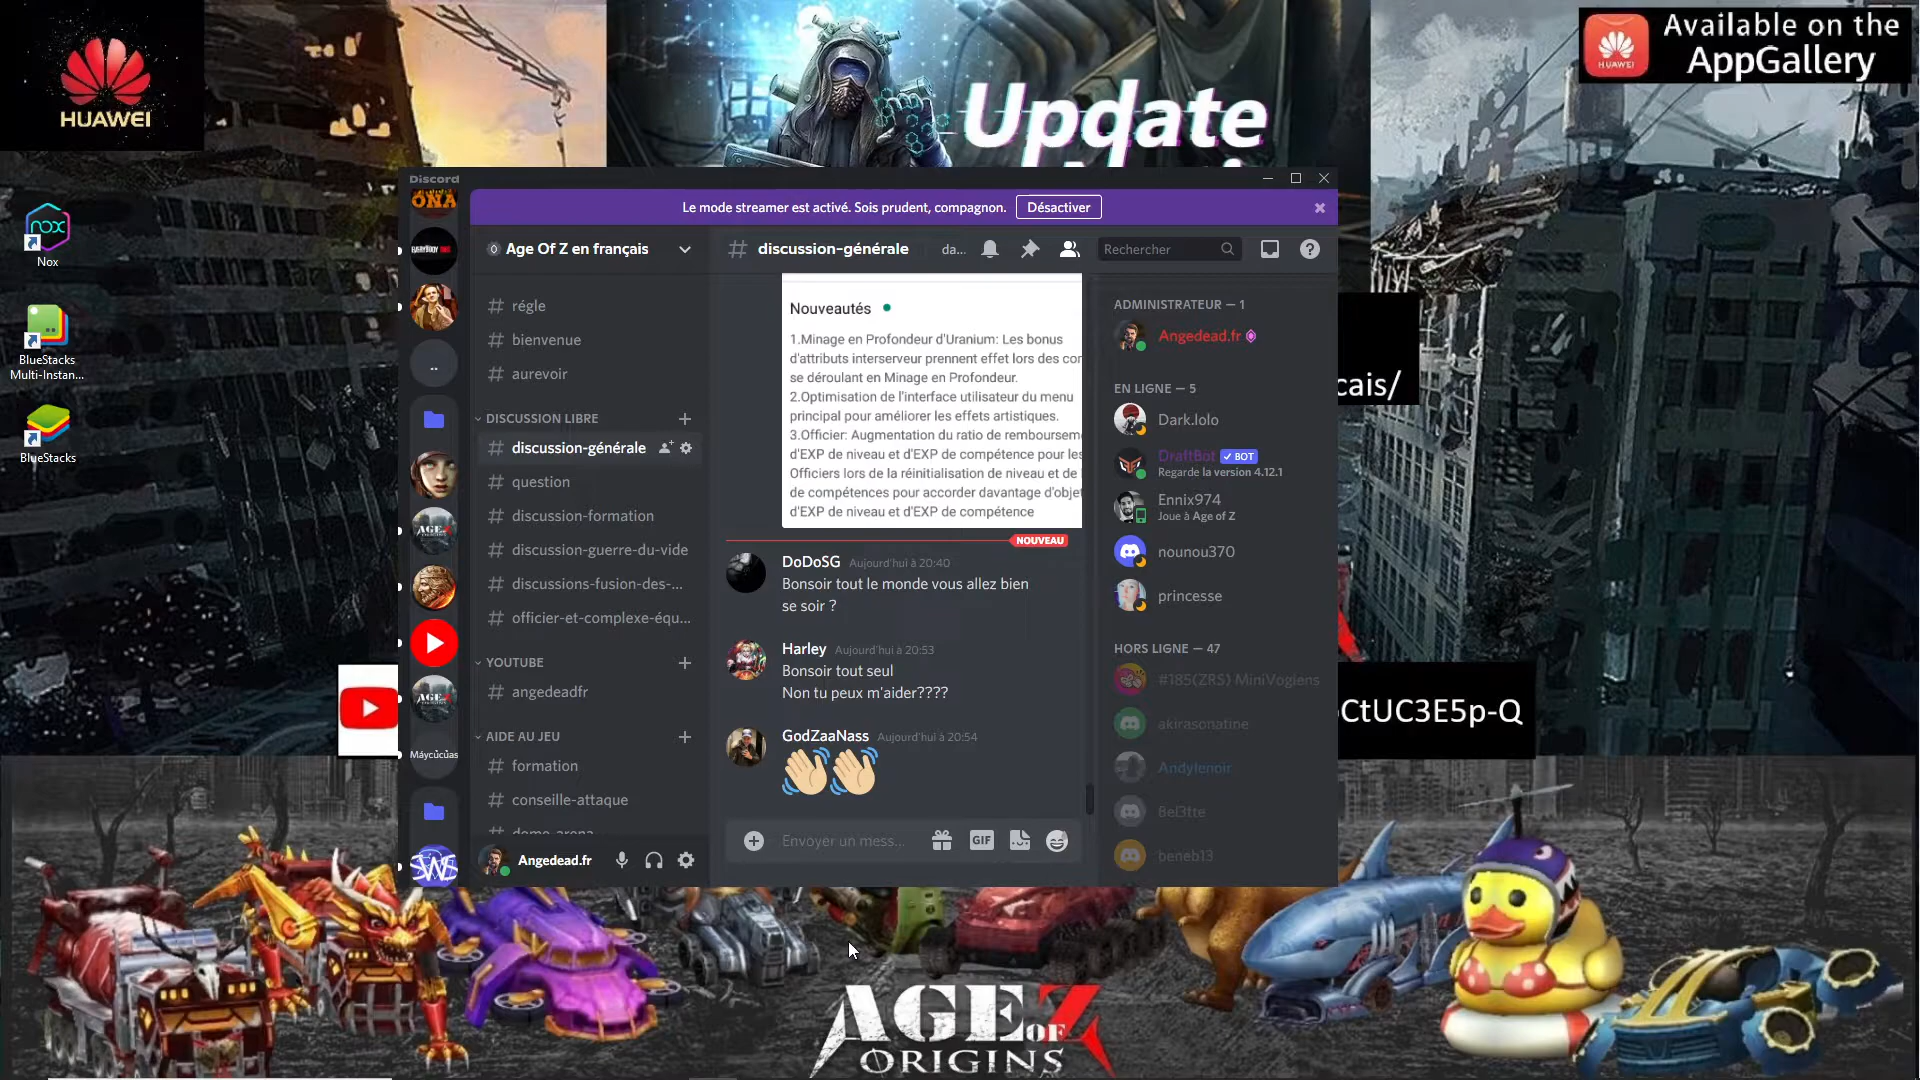 HUAWEI
Update
Available on the
AppGallery
HUAWEI
Nox
BlueStacks
Multi-Instan...
BlueStacks
Discord
Le mode streamer est activé. Sois prudent, compagnon.
Désactiver
Age Of Z en français
régle
bienvenue
aurevoir
DISCUSSION LIBRE
discussion-générale
question
discussion-formation
discussion-guerre-du-vide
discussions-fusion-des-...
officier-et-complexe-équ...
YOUTUBE
angedeadfr
AIDE AU JEU
formation
conseille-attaque
dome-arena
Angedead.fr
..
Máycủcủas
discussion-générale
da...
Rechercher
Nouveautés
1.Minage en Profondeur d'Uranium: Les bonus
d'attributs interserveur prennent effet lors des con
se déroulant en Minage en Profondeur.
2.Optimisation de l'interface utilisateur du menu
principal pour améliorer les effets artistiques.
3.Officier: Augmentation du ratio de rembourseme
d'EXP de niveau et d'EXP de compétence pour les
Officiers lors de la réinitialisation de niveau et de
de compétences pour accorder davantage d'objet
d'EXP de niveau et d'EXP de compétence
NOUVEAU
DoDoSG Aujourd'hui à 20:40
Bonsoir tout le monde vous allez bien
se soir ?
Harley Aujourd'hui à 20:53
Bonsoir tout seul
Non tu peux m'aider????
GodZaaNass Aujourd'hui à 20:54
Envoyer un mess...
GIF
ADMINISTRATEUR — 1
Angedead.fr
EN LIGNE — 5
Dark.lolo
DraftBot BOT
Regarde la version 4.12.1
Ennix974
Joue à Age of Z
nounou370
princesse
HORS LIGNE — 47
#185(ZRS) MiniVogiens
akirasonatine
Andylenoir
Bel3tte
beneb13
cais/
CtUC3E5p-Q
AGE OF Z
ORIGINS